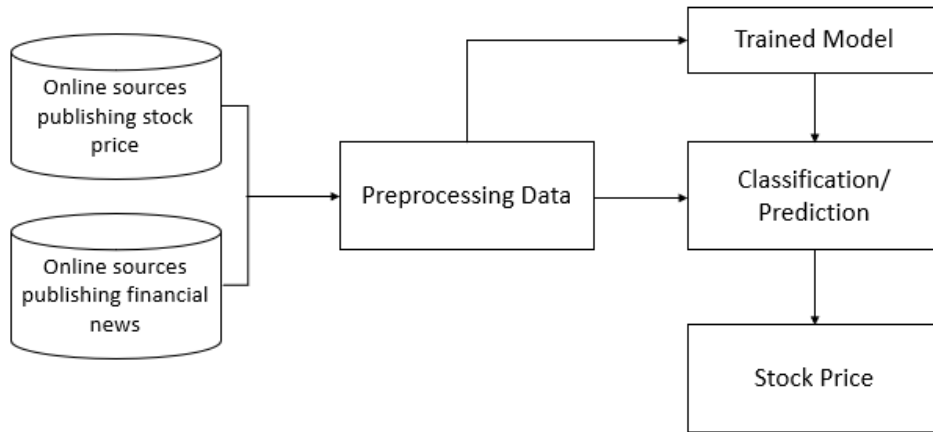 Online sources
publishing stock
price
Online sources
publishing financial
news
Preprocessing Data
Trained Model
Classification/
Prediction
Stock Price